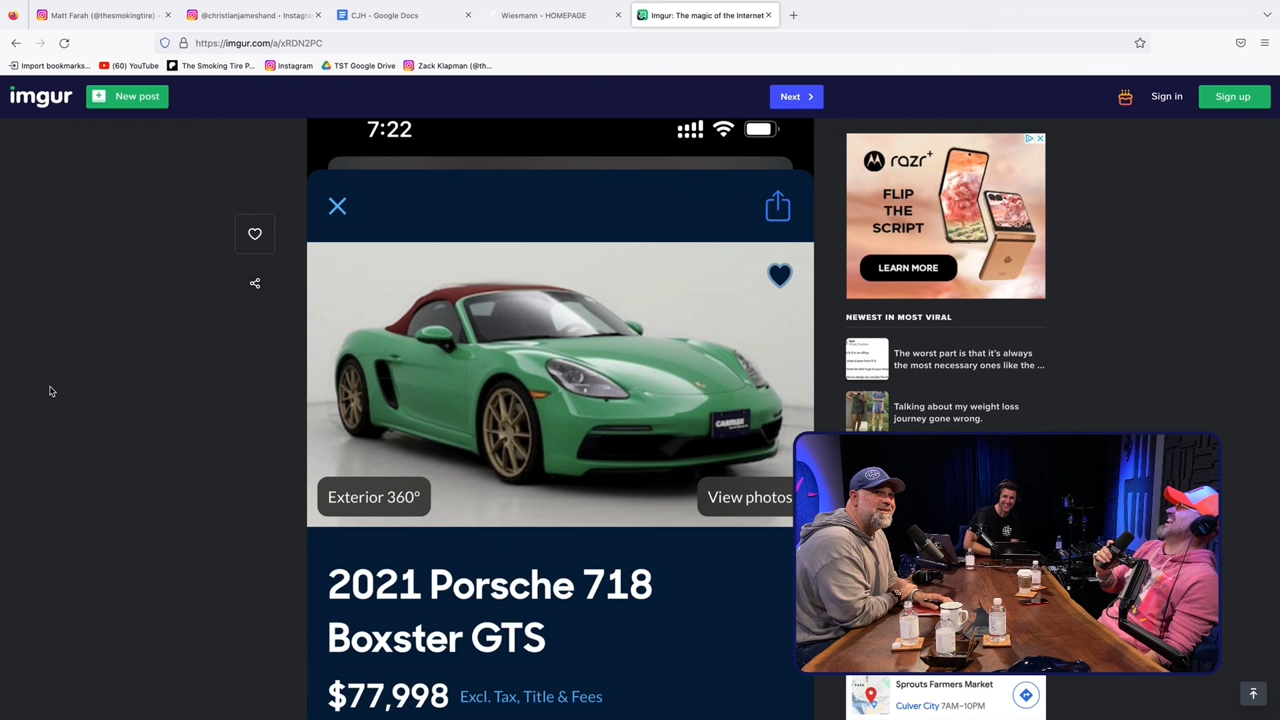 Matt Farah (@thesmokingtire) •
@christianjameshand • Instagra
CJH - Google Docs
Wiesmann - HOMEPAGE
Imgur: The magic of the Internet
https://imgur.com/a/xRDN2PC
Import bookmarks...
(60) YouTube
The Smoking Tire P...
Instagram
TST Google Drive
Zack Klapman (@th...
imgur
New post
Next
Sign in
Sign up
7:22
CARMAX
Exterior 360°
View photos
2021 Porsche 718
Boxster GTS
$77,998 Excl. Tax, Title & Fees
razr+
FLIP
THE
SCRIPT
LEARN MORE
NEWEST IN MOST VIRAL
The worst part is that it's always
the most necessary ones like the ...
Talking about my weight loss
journey gone wrong.
Sprouts Farmers Market
Culver City 7AM–10PM